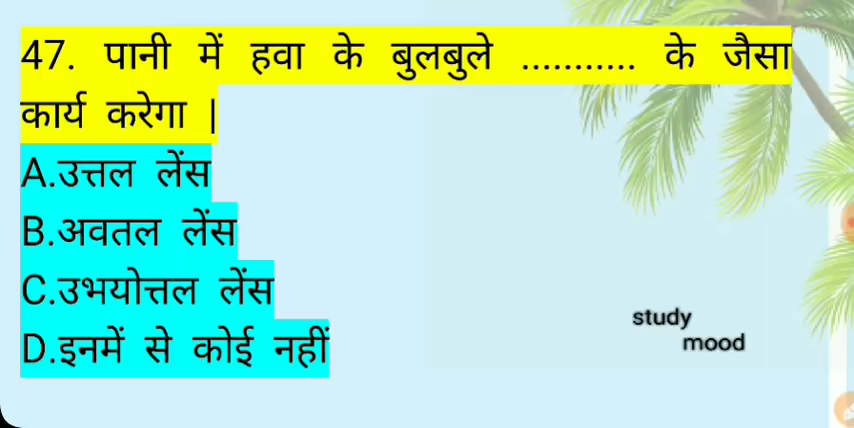 47. पानी में हवा के बुलबुले ........... के जैसा
कार्य करेगा |
A.उत्तल लेंस
B.अवतल लेंस
C.उभयोत्तल लेंस
D.इनमें से कोई नहीं
study
mood